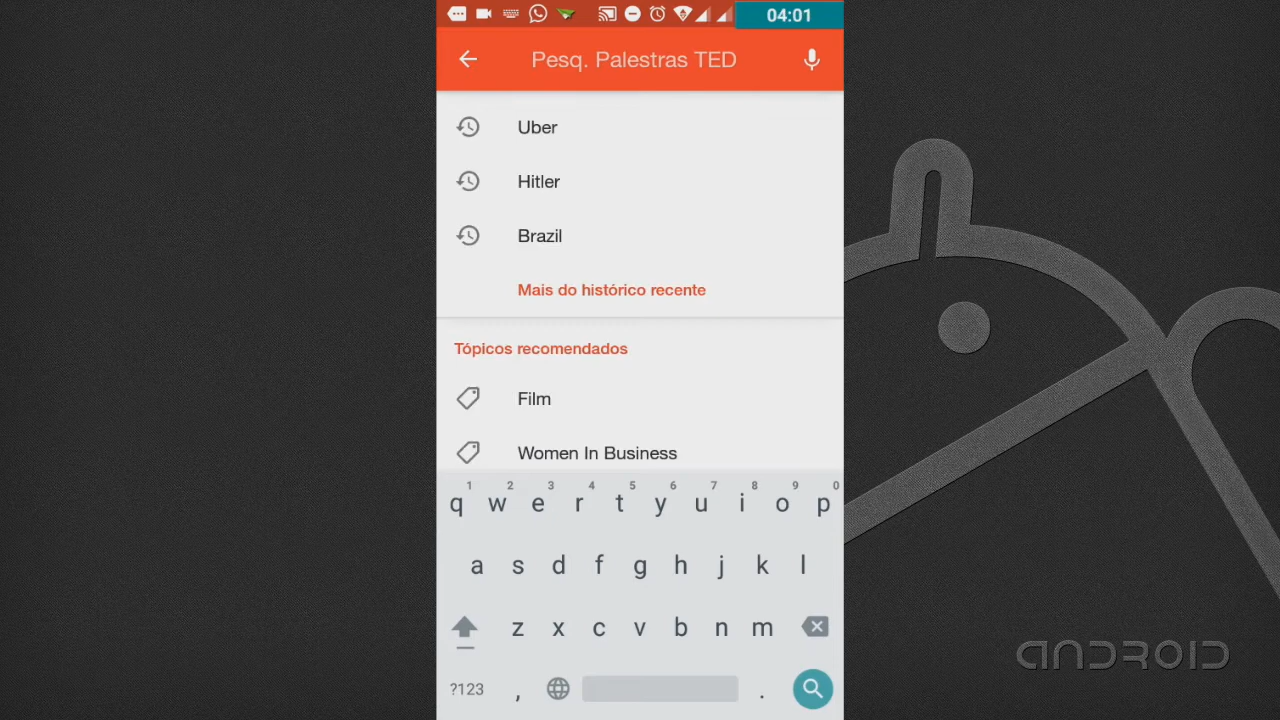 04:01
Pesq. Palestras TED
Uber
Hitler
Brazil
Mais do histórico recente
Tópicos recomendados
Film
Women In Business
1 2 3 4 5 6 7 8 9 0
q w e r t y u i o p
a s d f g h j k l
z x c v b n m
?123 , .
ANDROID